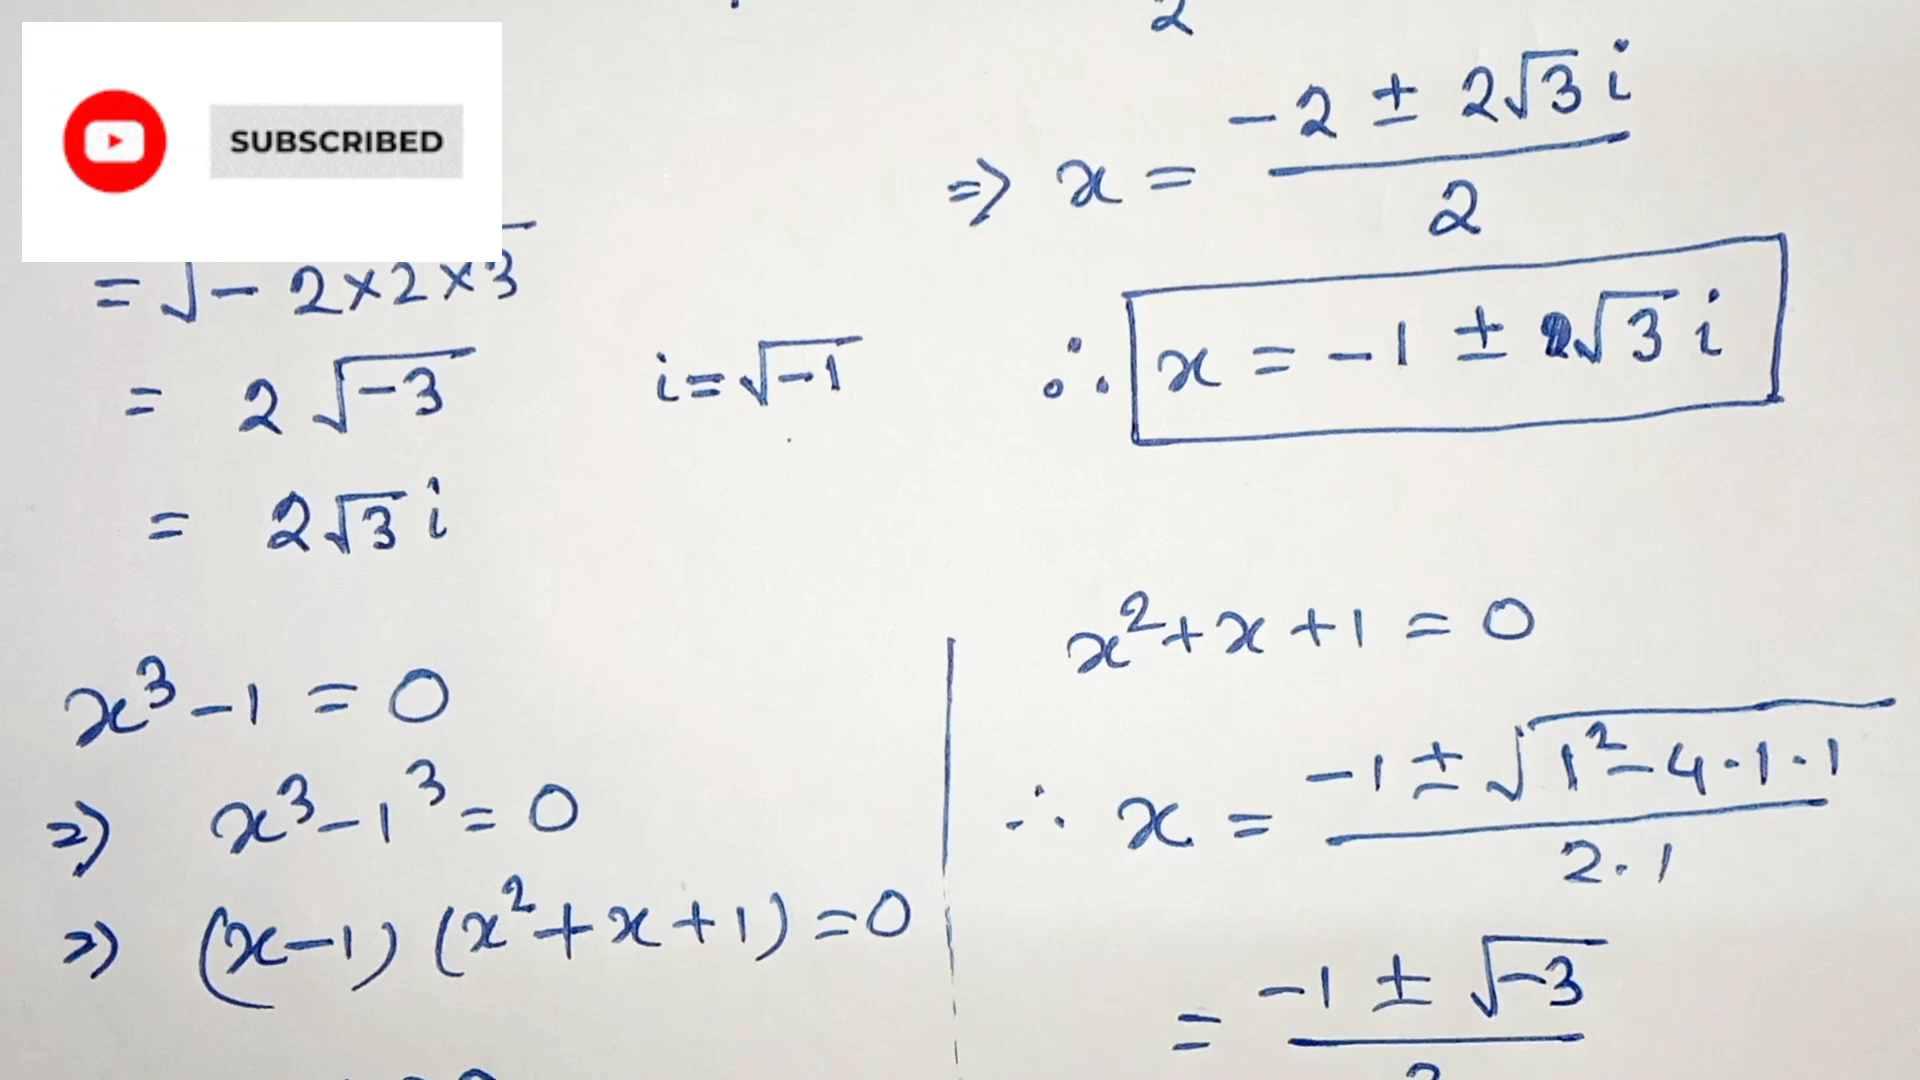 SUBSCRIBED
= √-2×2×3
= 2√-3
i = √-1
= 2√3 i
2
=> x = (-2 ± 2√3 i)/2
∴ x = -1 ± √3 i
x³ - 1 = 0
=> x³ - 1³ = 0
=> (x-1) (x²+x+1) = 0
x² + x + 1 = 0
∴ x = (-1 ± √1²-4·1·1)/2·1
= (-1 ± √-3)/2